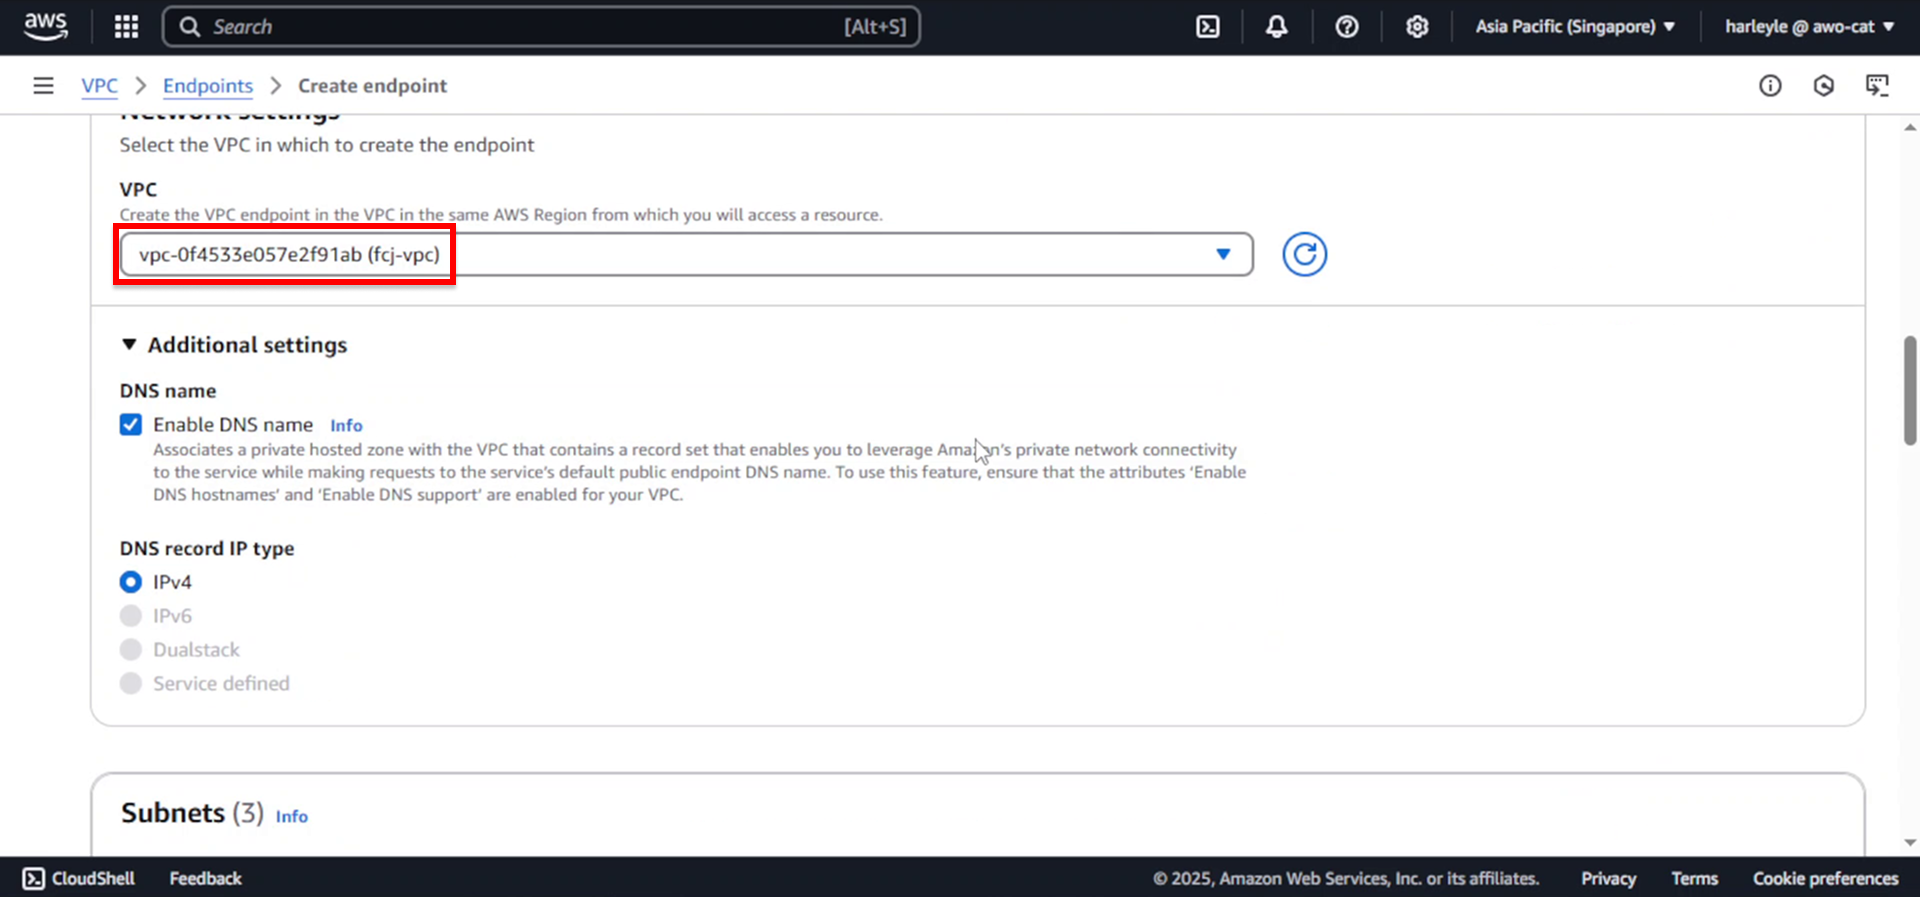 aws
Search
[Alt+S]
Asia Pacific (Singapore)
harleyle @ awo-cat
VPC
Endpoints
Create endpoint
Network settings
Select the VPC in which to create the endpoint
VPC
Create the VPC endpoint in the VPC in the same AWS Region from which you will access a resource.
vpc-0f4533e057e2f91ab (fcj-vpc)
Additional settings
DNS name
Enable DNS name Info
Associates a private hosted zone with the VPC that contains a record set that enables you to leverage Amazon's private network connectivity
to the service while making requests to the service's default public endpoint DNS name. To use this feature, ensure that the attributes 'Enable
DNS hostnames' and 'Enable DNS support' are enabled for your VPC.
DNS record IP type
IPv4
IPv6
Dualstack
Service defined
Subnets (3) Info
CloudShell
Feedback
© 2025, Amazon Web Services, Inc. or its affiliates.
Privacy
Terms
Cookie preferences